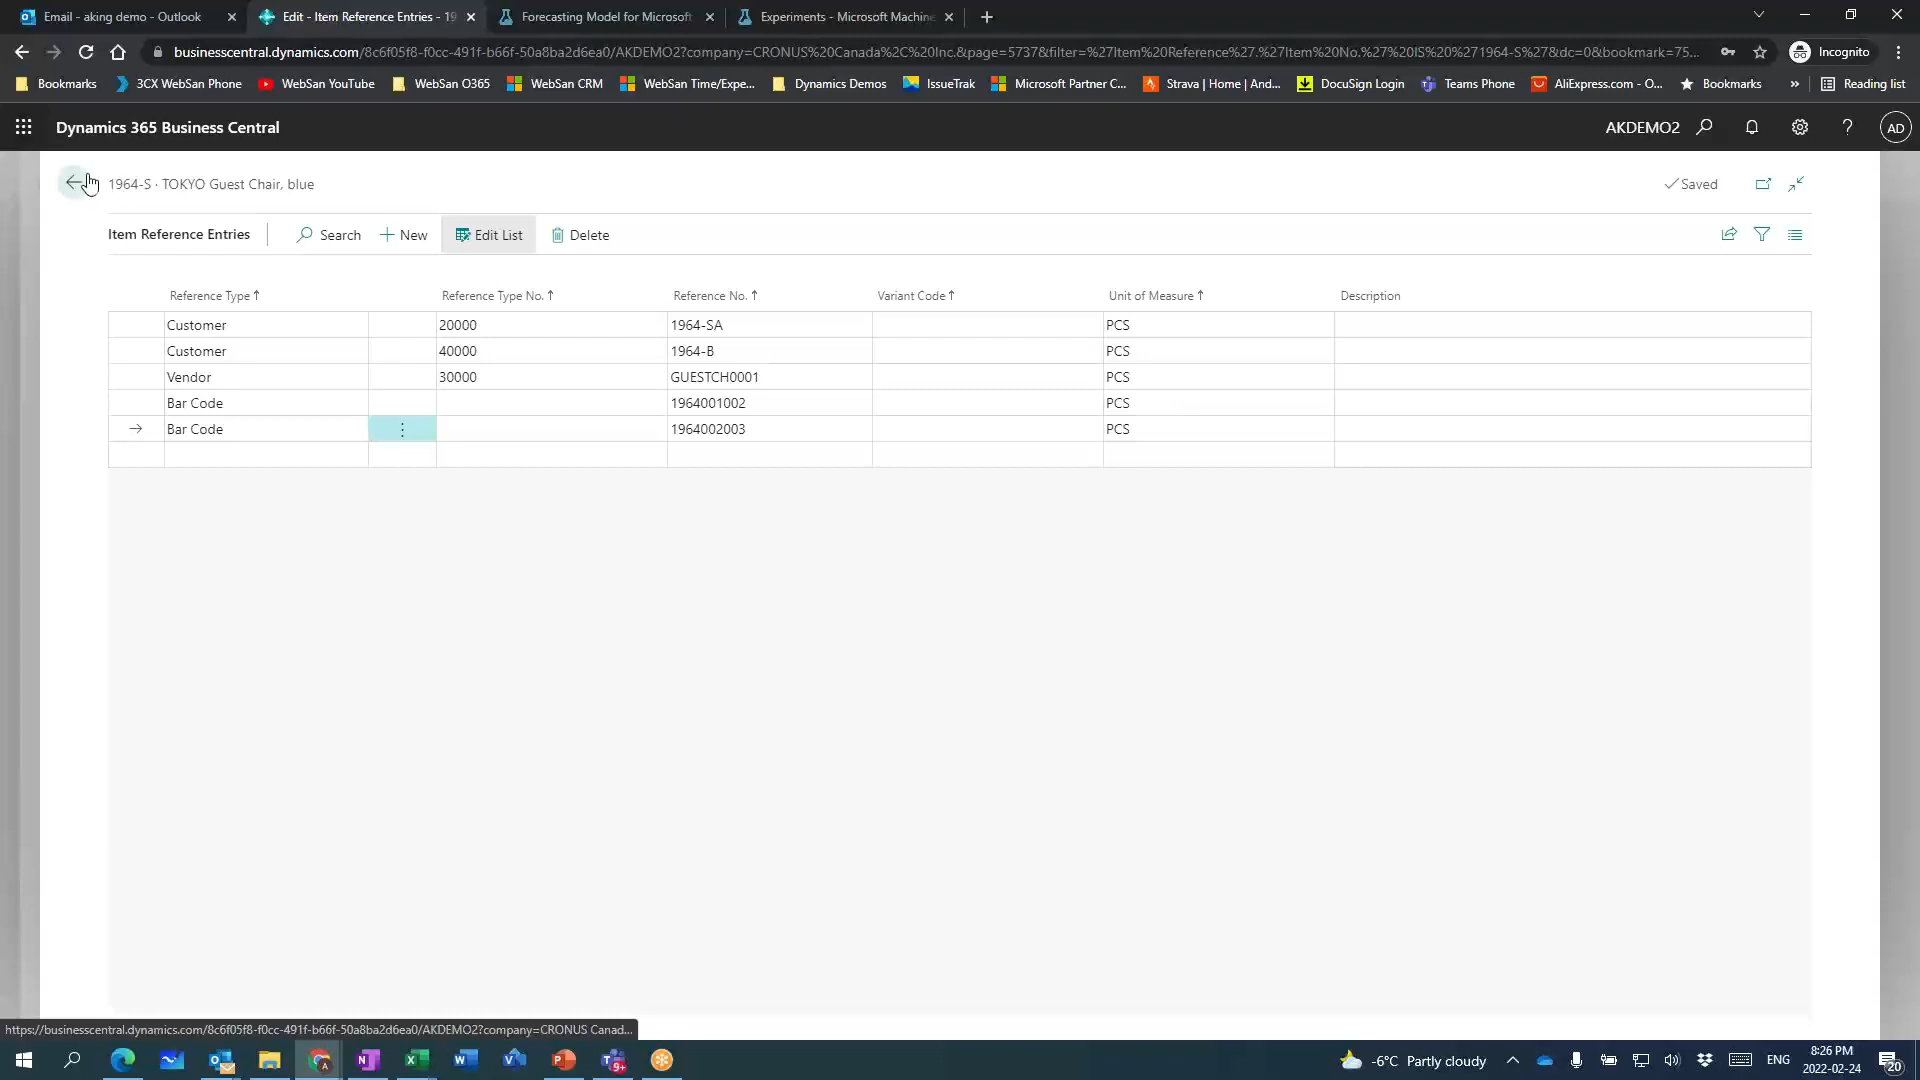 Email - aking demo - Outlook
Edit - Item Reference Entries - 19
Forecasting Model for Microsoft
Experiments - Microsoft Machine
businesscentral.dynamics.com/8c6f05f8-f0cc-491f-b66f-50a8ba2d6ea0/AKDEMO2?company=CRONUS%20Canada%2C%20Inc.&page=5737&filter=%27Item%20Reference%27.%27Item%20No.%27%20IS%20%271964-S%27&dc=0&bookmark=75...
Incognito
Bookmarks
3CX WebSan Phone
WebSan YouTube
WebSan O365
WebSan CRM
WebSan Time/Expe...
Dynamics Demos
IssueTrak
Microsoft Partner C...
Strava | Home | And...
DocuSign Login
Teams Phone
AliExpress.com - O...
Bookmarks
»
Reading list
Dynamics 365 Business Central
AKDEMO2
?
AD
1964-S · TOKYO Guest Chair, blue
Saved
Item Reference Entries
Search
New
Edit List
Delete
Reference Type ↑ Reference Type No. ↑ Reference No. ↑ Variant Code ↑ Unit of Measure ↑ Description
Customer 20000 1964-SA PCS
Customer 40000 1964-B PCS
Vendor 30000 GUESTCH0001 PCS
Bar Code 1964001002 PCS
Bar Code 1964002003 PCS
https://businesscentral.dynamics.com/8c6f05f8-f0cc-491f-b66f-50a8ba2d6ea0/AKDEMO2?company=CRONUS Canad...
A
9+
-6°C Partly cloudy
ENG
8:26 PM
2022-02-24
20